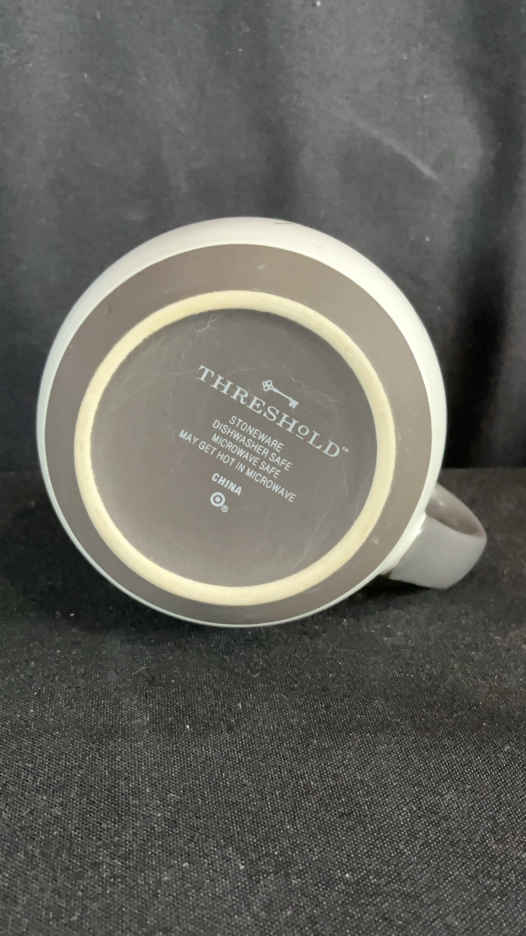 THRESHOLD™
STONEWARE
DISHWASHER SAFE
MICROWAVE SAFE
MAY GET HOT IN MICROWAVE
CHINA
®